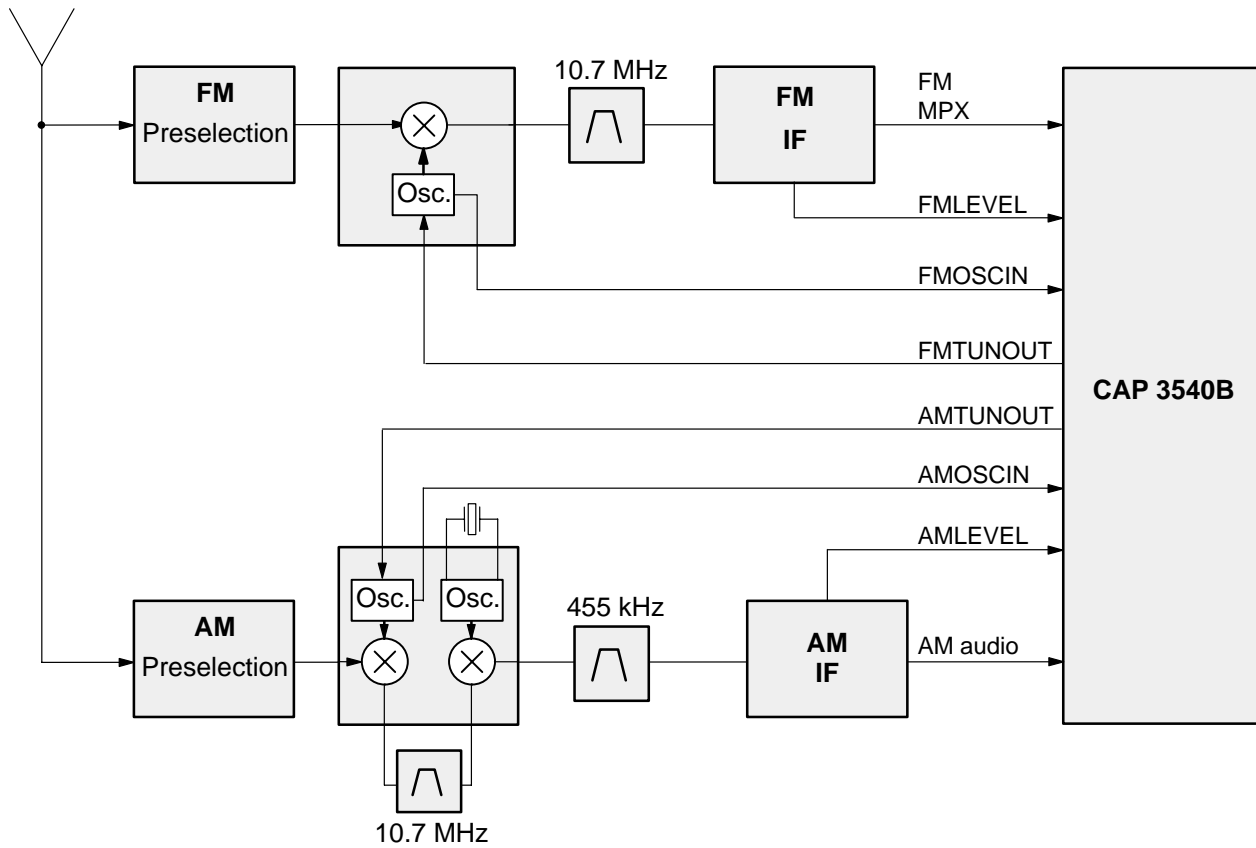 FM
Preselection
Osc.
10.7 MHz
FM
IF
FM
MPX
FMLEVEL
FMOSCIN
FMTUNOUT
AMTUNOUT
AMOSCIN
AMLEVEL
AM audio
CAP 3540B
AM
Preselection
Osc.
Osc.
10.7 MHz
455 kHz
AM
IF